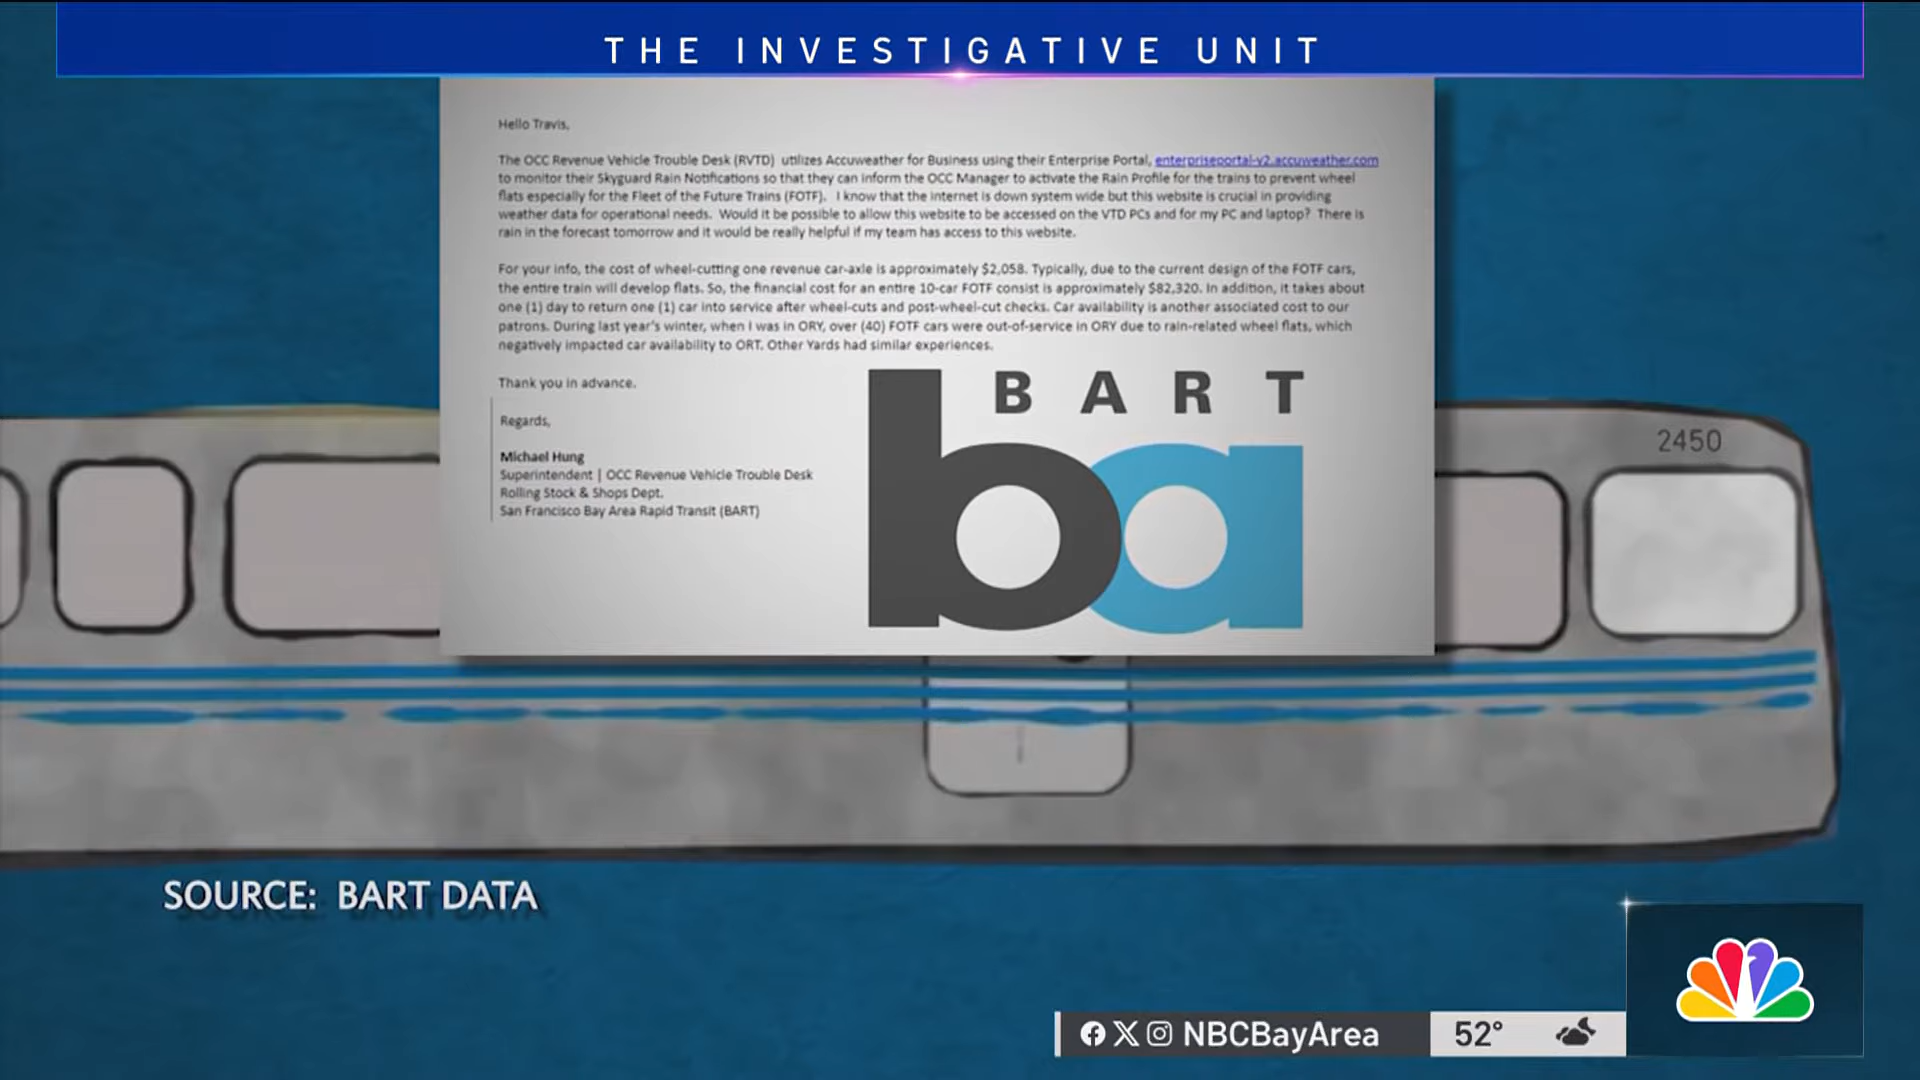 THE INVESTIGATIVE UNIT
Hello Travis,
The OCC Revenue Vehicle Trouble Desk (RVTD) utilizes Accuweather for Business using their Enterprise Portal, enterpriseportal-v2.accuweather.com
to monitor their Skyguard Rain Notifications so that they can inform the OCC Manager to activate the Rain Profile for the trains to prevent wheel
flats especially for the Fleet of the Future Trains (FOTF). I know that the internet is down system wide but this website is crucial in providing
weather data for operational needs. Would it be possible to allow this website to be accessed on the VTD PCs and for my PC and laptop? There is
rain in the forecast tomorrow and it would be really helpful if my team has access to this website.
For your info, the cost of wheel-cutting one revenue car-axle is approximately $2,058. Typically, due to the current design of the FOTF cars,
the entire train will develop flats. So, the financial cost for an entire 10-car FOTF consist is approximately $82,320. In addition, it takes about
one (1) day to return one (1) car into service after wheel-cuts and post-wheel-cut checks. Car availability is another associated cost to our
patrons. During last year's winter, when I was in ORY, over (40) FOTF cars were out-of-service in ORY due to rain-related wheel flats, which
negatively impacted car availability to ORT. Other Yards had similar experiences.
Thank you in advance.
Regards,
Michael Hung
Superintendent | OCC Revenue Vehicle Trouble Desk
Rolling Stock & Shops Dept.
San Francisco Bay Area Rapid Transit (BART)
BART
ba
2450
SOURCE: BART DATA
NBCBayArea
52°